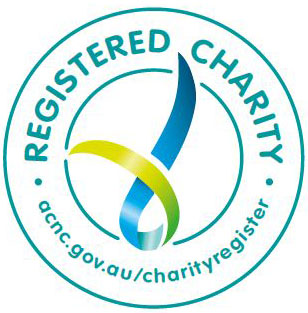 REGISTERED CHARITY
acnc.gov.au/charityregister